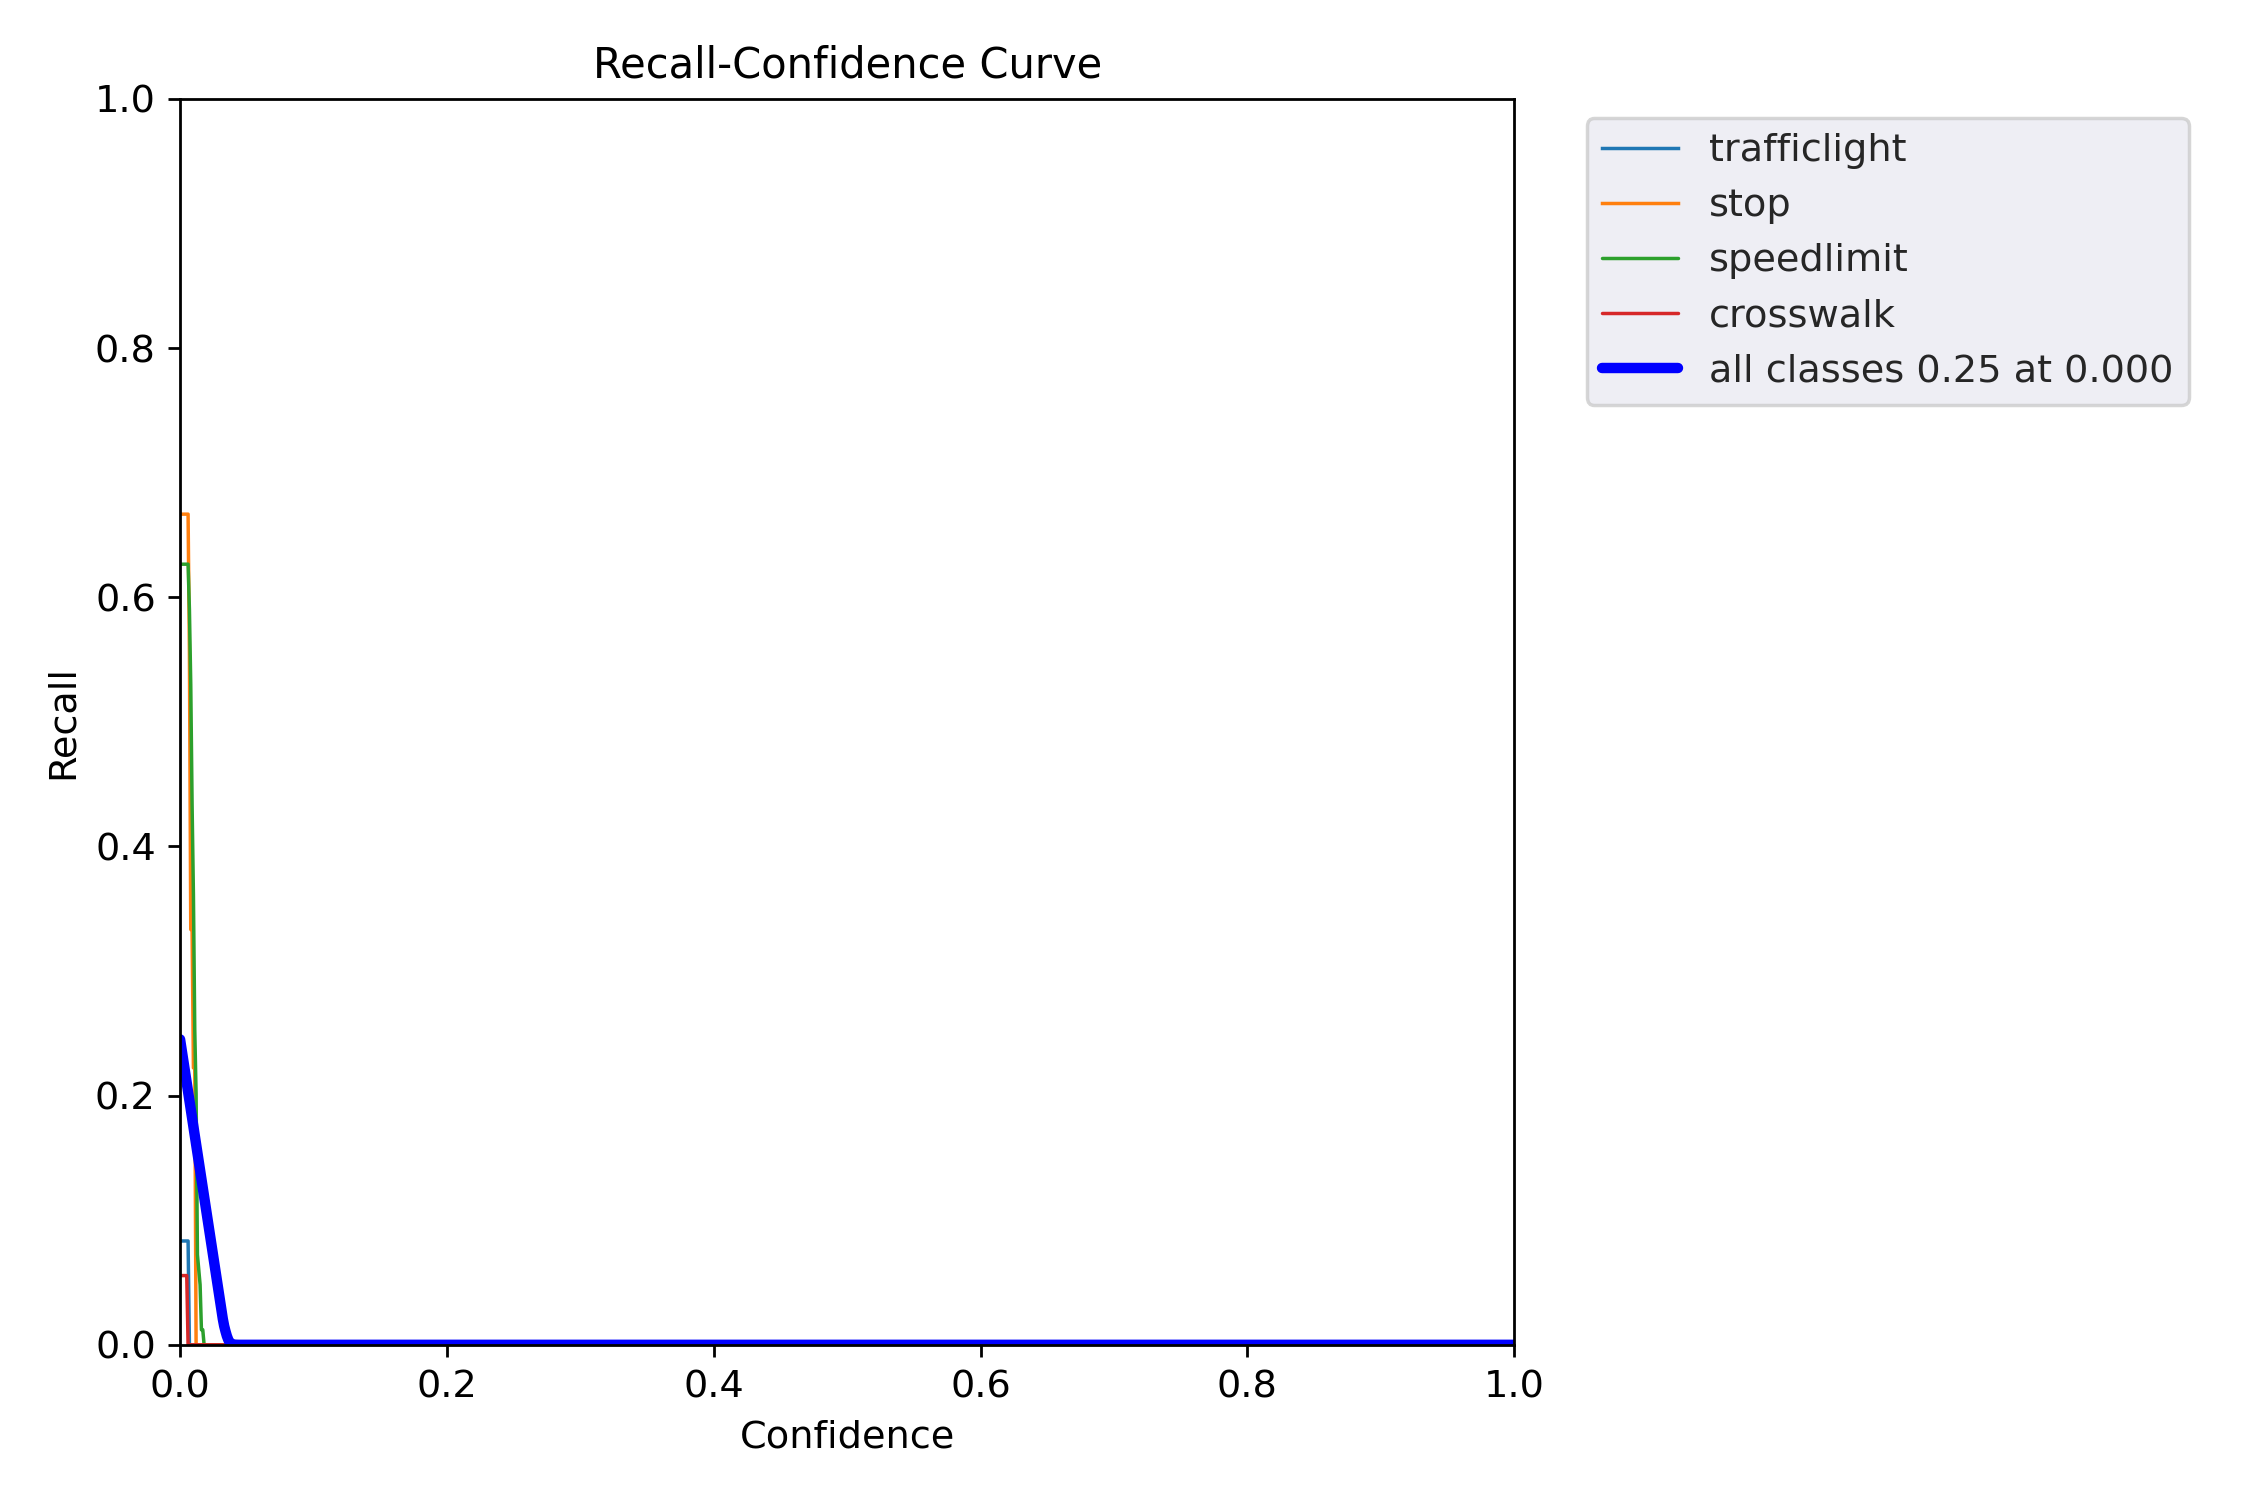 Recall-Confidence Curve
1.0
0.8
0.6
0.4
0.2
0.0
Recall
0.0 0.2 0.4 0.6 0.8 1.0
Confidence
trafficlight
stop
speedlimit
crosswalk
all classes 0.25 at 0.000